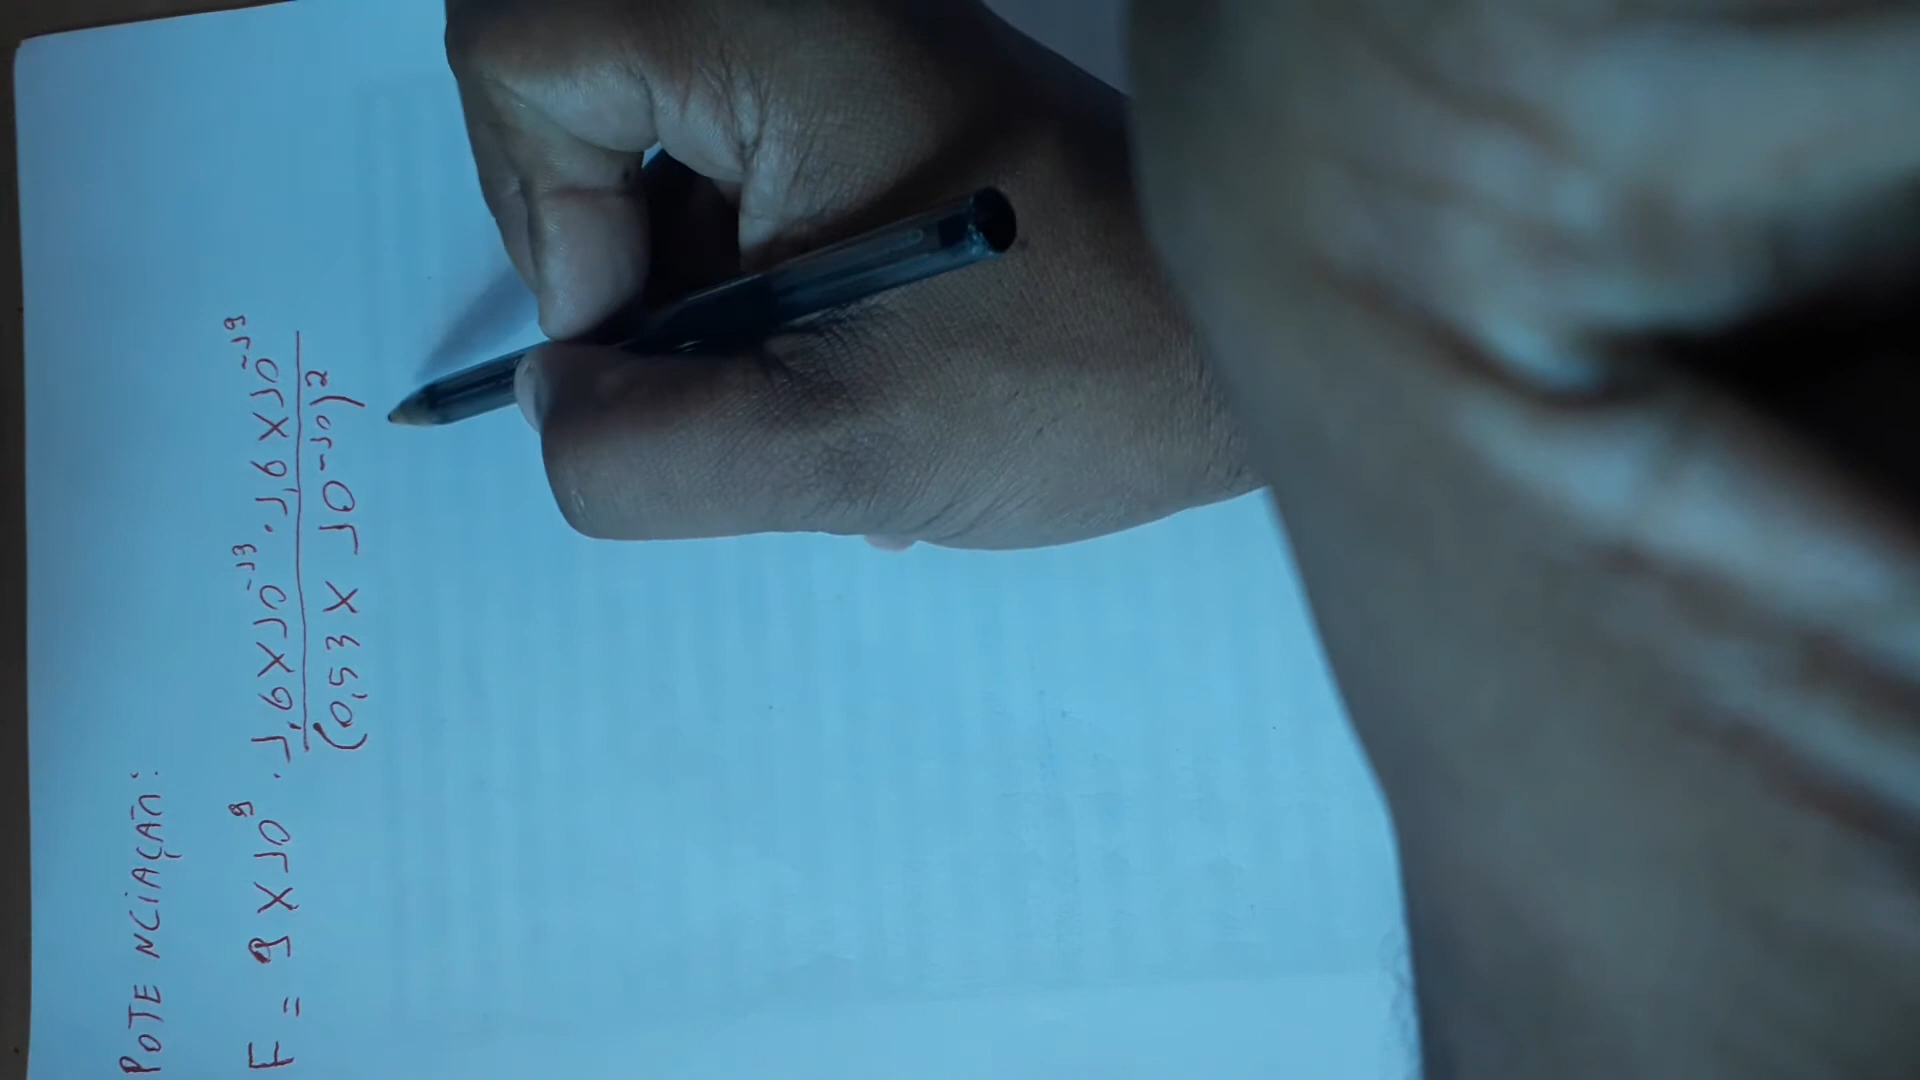 POTENCIAÇÃO:
F = 9 X 10⁹ . 1,6 X 10⁻¹⁹ . 1,6 X 10⁻¹⁹
(0,53 X 10⁻¹⁰)²